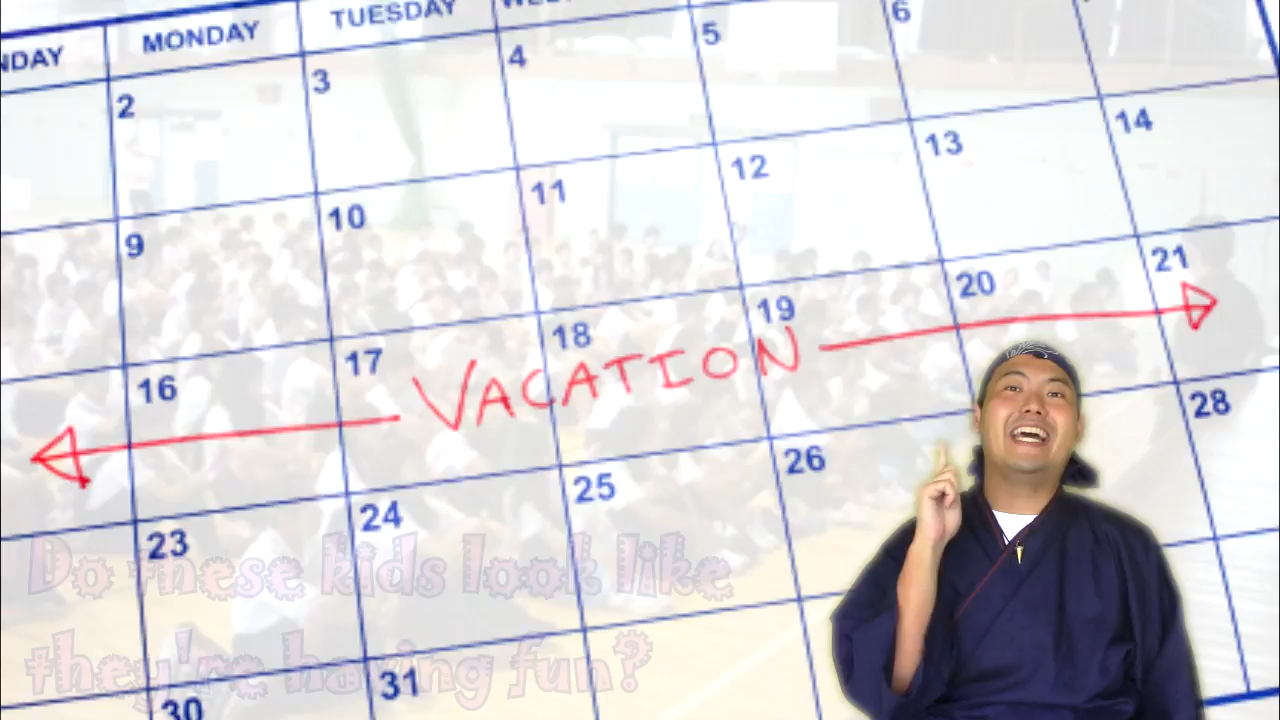 MONDAY
TUESDAY
2 3 4 5 6
9 10 11 12 13 14
16 17 18 19 20 21
VACATION
23 24 25 26 28
30 31
Do these kids look like
they're having fun?